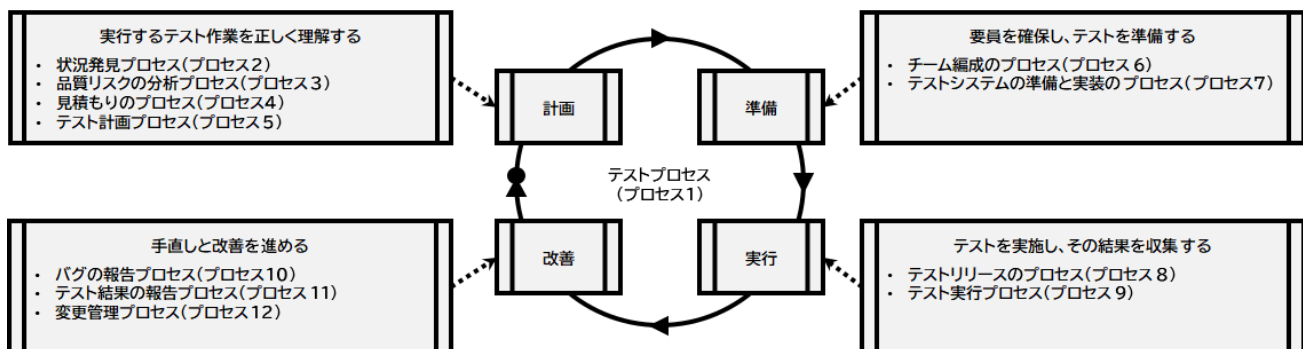 実行するテスト作業を正しく理解する
・ 状況発見プロセス(プロセス2)
・ 品質リスクの分析プロセス(プロセス3)
・ 見積もりのプロセス(プロセス4)
・ テスト計画プロセス(プロセス5)
計画
準備
要員を確保し、テストを準備する
・ チーム編成のプロセス(プロセス6)
・ テストシステムの準備と実装のプロセス(プロセス7)
テストプロセス
(プロセス1)
手直しと改善を進める
・ バグの報告プロセス(プロセス10)
・ テスト結果の報告プロセス(プロセス11)
・ 変更管理プロセス(プロセス12)
改善
実行
テストを実施し、その結果を収集する
・ テストリリースのプロセス(プロセス8)
・ テスト実行プロセス(プロセス9)